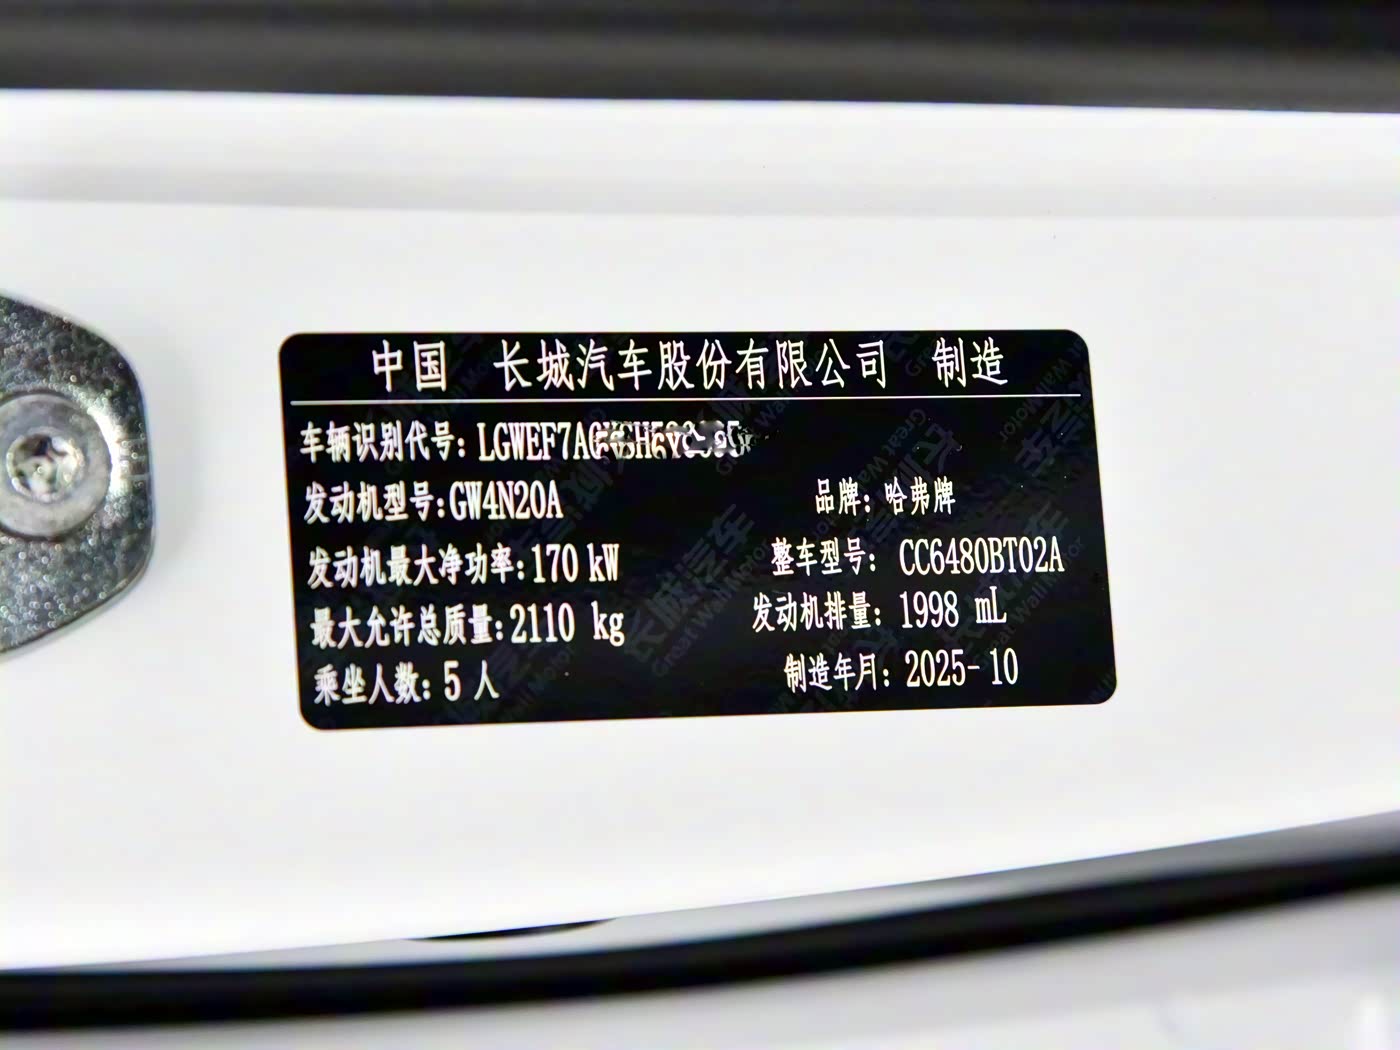 中国 长城汽车股份有限公司 制造
车辆识别代号: LGWEF7A
发动机型号:GW4N20A
品牌: 哈弗牌
发动机最大净功率:170 kW
整车型号: CC6480BT02A
最大允许总质量:2110 kg
发动机排量: 1998 mL
乘坐人数: 5 人
制造年月: 2025-10